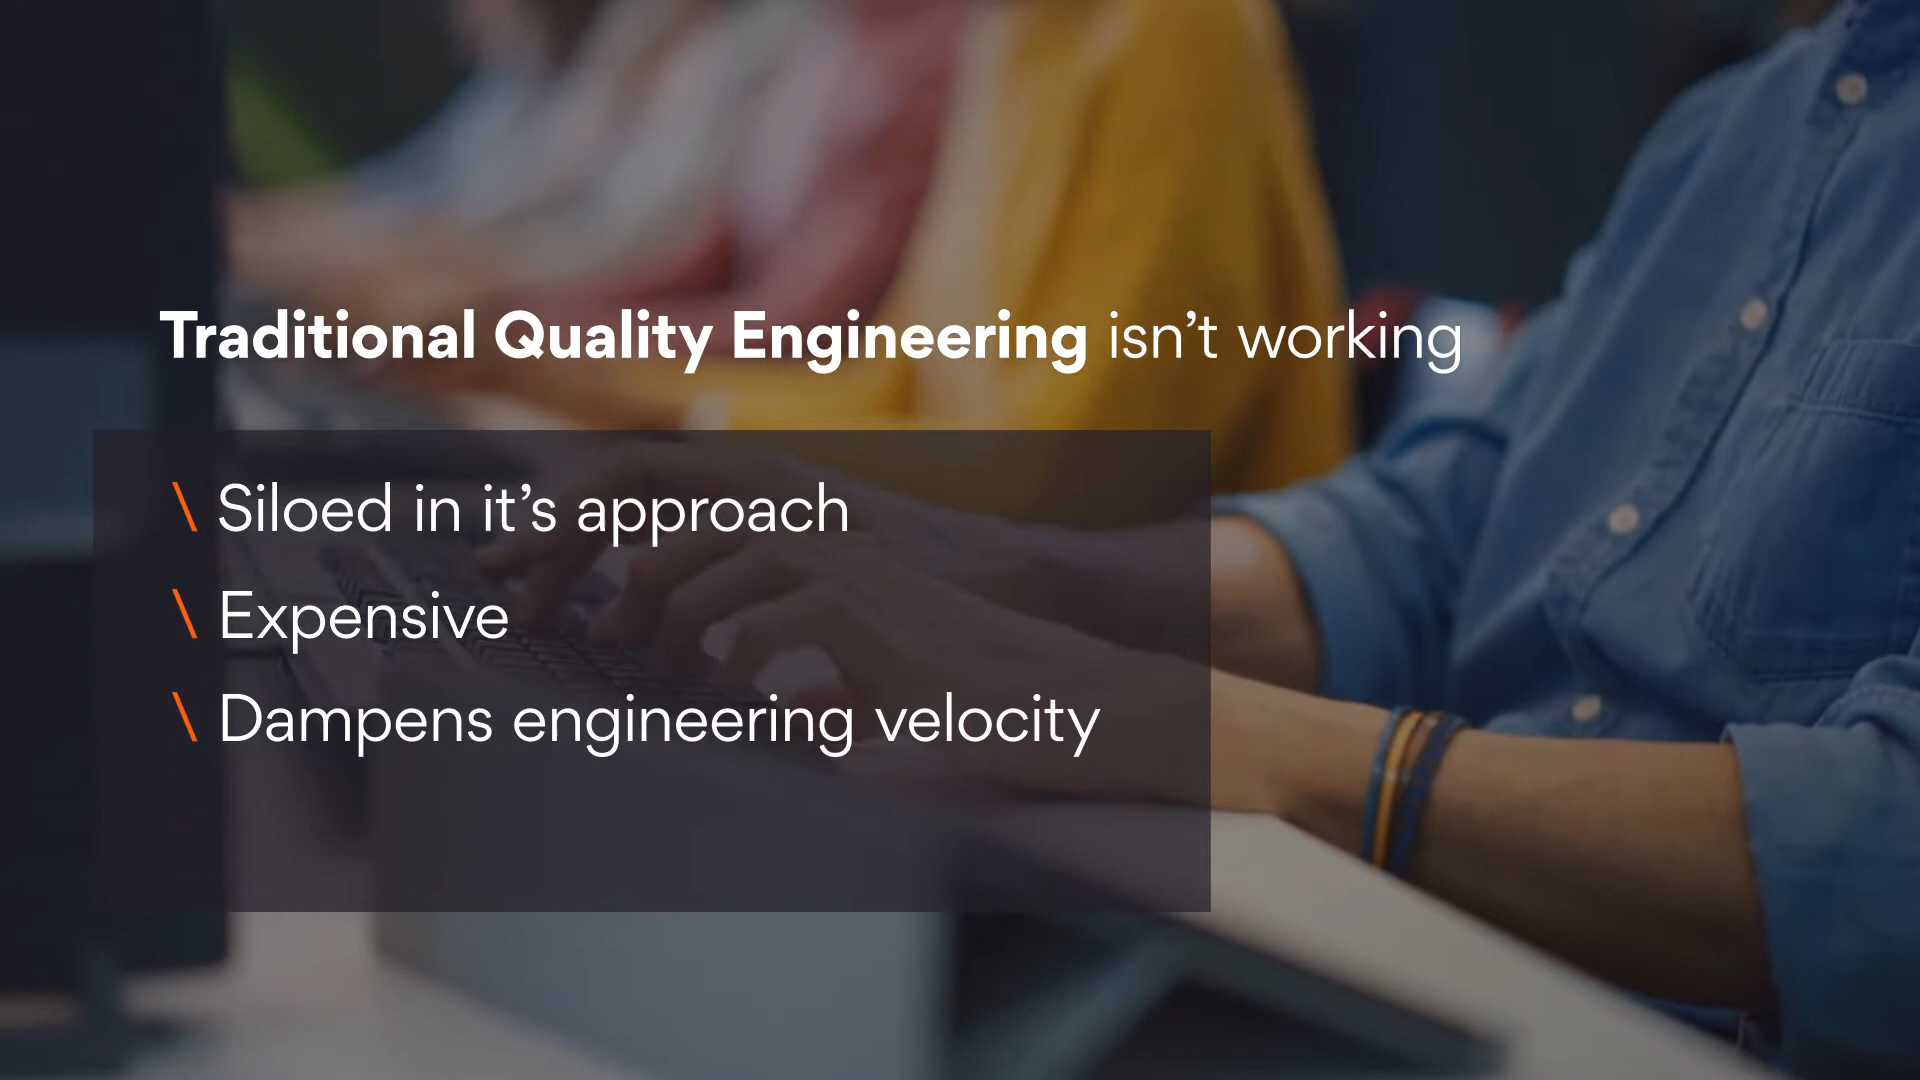 Traditional Quality Engineering isn’t working
\ Siloed in it’s approach
\ Expensive
\ Dampens engineering velocity